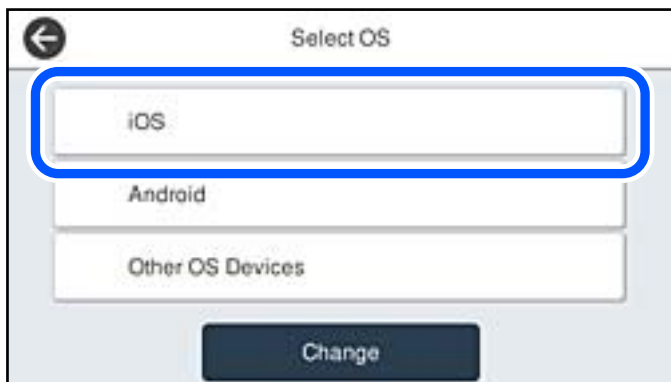 Select OS
iOS
Android
Other OS Devices
Change